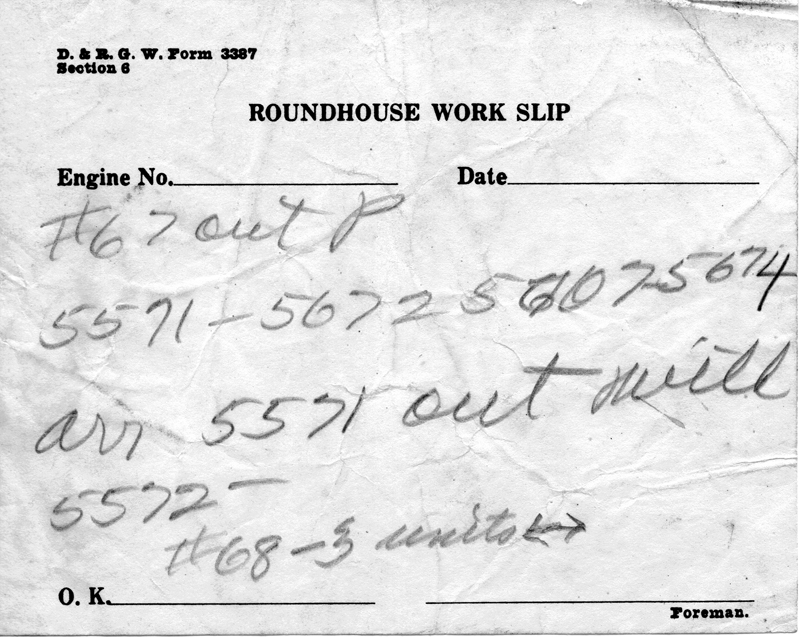 D. & R. G. W. Form 3387
Section 6
ROUNDHOUSE WORK SLIP
Engine No. Date
#67 out P
5571 - 5672 5607-5674
arr 5571 out will
5572 -
#68 - 3 units ↔
O. K.
Foreman.